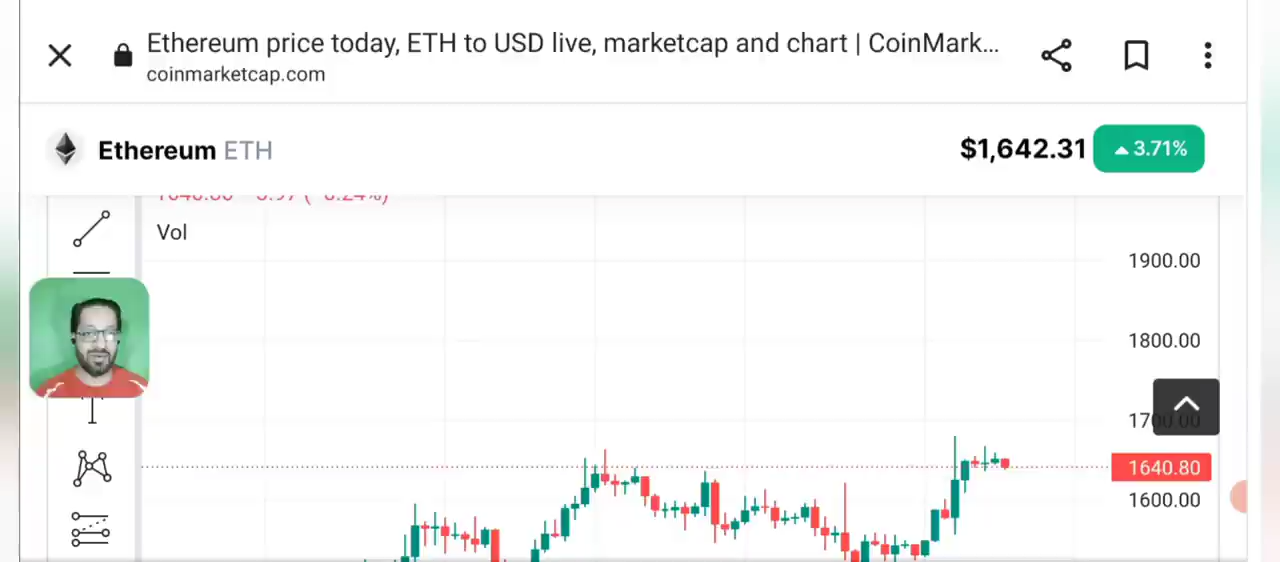 Ethereum price today, ETH to USD live, marketcap and chart | CoinMark...
coinmarketcap.com
Ethereum ETH
$1,642.31 3.71%
Vol
1900.00
1800.00
1640.80
1600.00